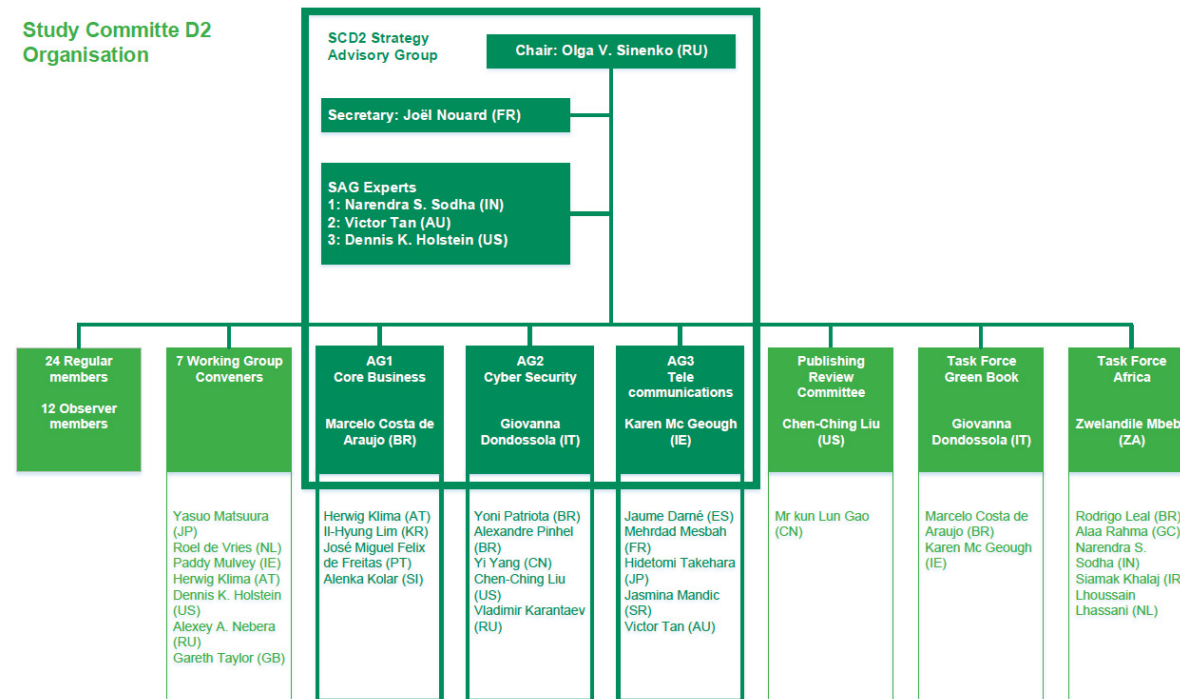 Study Committe D2
Organisation
SCD2 Strategy
Advisory Group
Chair: Olga V. Sinenko (RU)
Secretary: Joël Nouard (FR)
SAG Experts
1: Narendra S. Sodha (IN)
2: Victor Tan (AU)
3: Dennis K. Holstein (US)
24 Regular
members
12 Observer
members
7 Working Group
Conveners
Yasuo Matsuura
(JP)
Roel de Vries (NL)
Paddy Mulvey (IE)
Herwig Klima (AT)
Dennis K. Holstein
(US)
Alexey A. Nebera
(RU)
Gareth Taylor (GB)
AG1
Core Business
Marcelo Costa de
Araujo (BR)
Herwig Klima (AT)
Il-Hyung Lim (KR)
José Miguel Felix
de Freitas (PT)
Alenka Kolar (SI)
AG2
Cyber Security
Giovanna
Dondossola (IT)
Yoni Patriota (BR)
Alexandre Pinhel
(BR)
Yi Yang (CN)
Chen-Ching Liu
(US)
Vladimir Karantaev
(RU)
AG3
Tele
communications
Karen Mc Geough
(IE)
Jaume Darné (ES)
Mehrdad Mesbah
(FR)
Hidetomi Takehara
(JP)
Jasmina Mandic
(SR)
Victor Tan (AU)
Publishing
Review
Committee
Chen-Ching Liu
(US)
Mr kun Lun Gao
(CN)
Task Force
Green Book
Giovanna
Dondossola (IT)
Marcelo Costa de
Araujo (BR)
Karen Mc Geough
(IE)
Task Force
Africa
Zwelandile Mbeb
(ZA)
Rodrigo Leal (BR)
Alaa Rahma (GC)
Narendra S.
Sodha (IN)
Siamak Khalaj (IR
Lhoussain
Lhassani (NL)